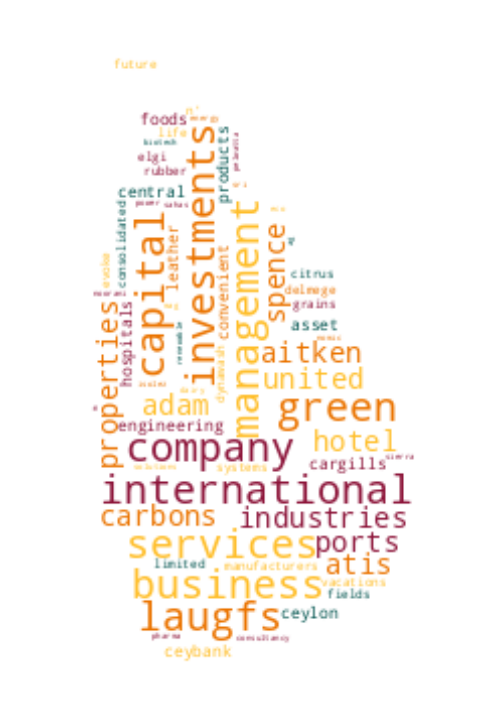 future
foods
life
biotech
elgi
rubber
products
central
power
investments
capital
leather
consolidated
evoke
convenient
management
spence
citrus
delmege
grains
asset
hospitals
properties
renewable
dynawash
aitken
united
dairy
adam
green
engineering
hotel
company
cargills
sierra
solutions
systems
international
carbons
industries
services
ports
limited
manufacturers
atis
business
vacations
fields
laugfs
ceylon
pharma
consultancy
ceybank